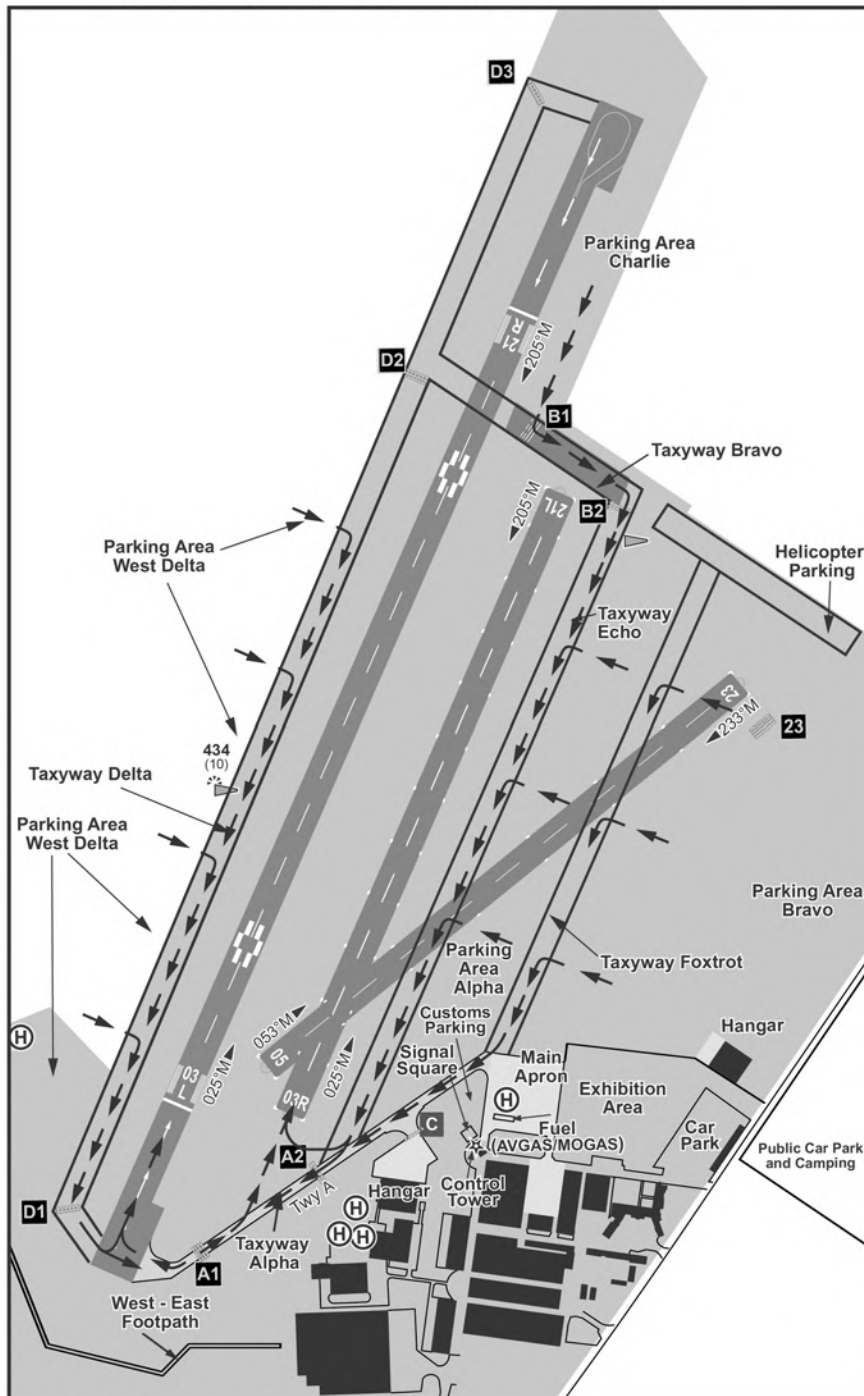 D3
Parking Area
Charlie
21
R
205°M
D2
B1
Taxyway Bravo
205°M
21L
B2
Helicopter
Parking
Parking Area
West Delta
Taxyway
Echo
23
233°M
23
434
(10)
Taxyway Delta
Parking Area
West Delta
Parking Area
Bravo
Parking
Area
Alpha
Taxyway Foxtrot
Customs
Parking
Signal
Square
053°M
05
025°M
03R
H
03
L
025°M
Hangar
Main
Apron
H
Exhibition
Area
Fuel
(AVGAS/MOGAS)
Car
Park
Public Car Park
and Camping
C
A2
Twy A
Hangar
Control
Tower
D1
H
H
H
Taxyway
Alpha
A1
West - East
Footpath